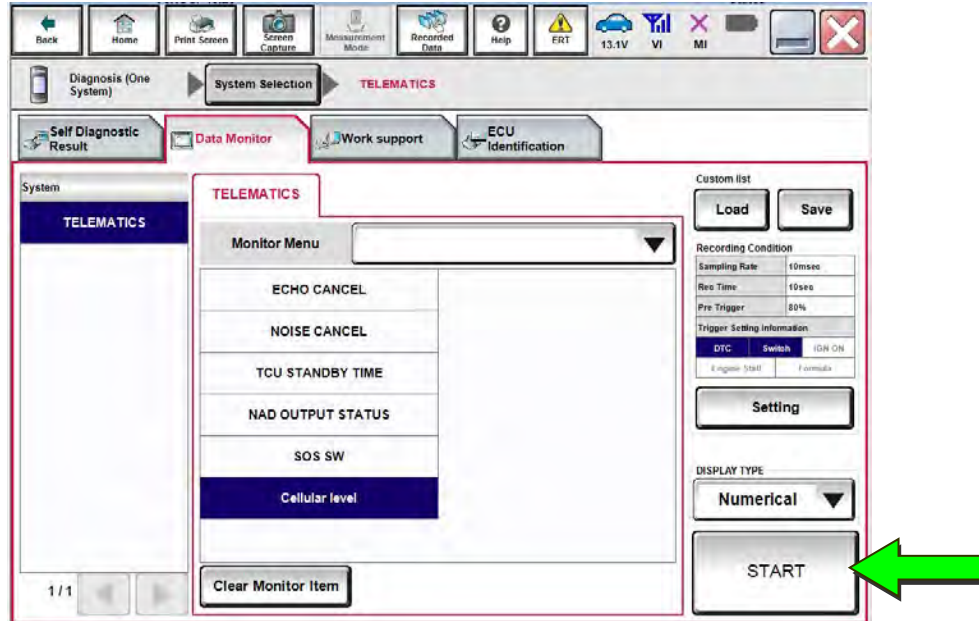 Back
Home
Print Screen
Screen
Capture
Measurement
Mode
Recorded
Data
Help
ERT
13.1V
VI
MI
Diagnosis (One
System)
System Selection
TELEMATICS
Self Diagnostic
Result
Data Monitor
Work support
ECU
Identification
System
TELEMATICS
1/1
TELEMATICS
Monitor Menu
ECHO CANCEL
NOISE CANCEL
TCU STANDBY TIME
NAD OUTPUT STATUS
SOS SW
Cellular level
Clear Monitor Item
Custom list
Load
Save
Recording Condition
Sampling Rate
10msec
Rec Time
10sec
Pre Trigger
80%
Trigger Setting Information
DTC
Switch
IGN ON
Engine Stall
Formula
Setting
DISPLAY TYPE
Numerical
START